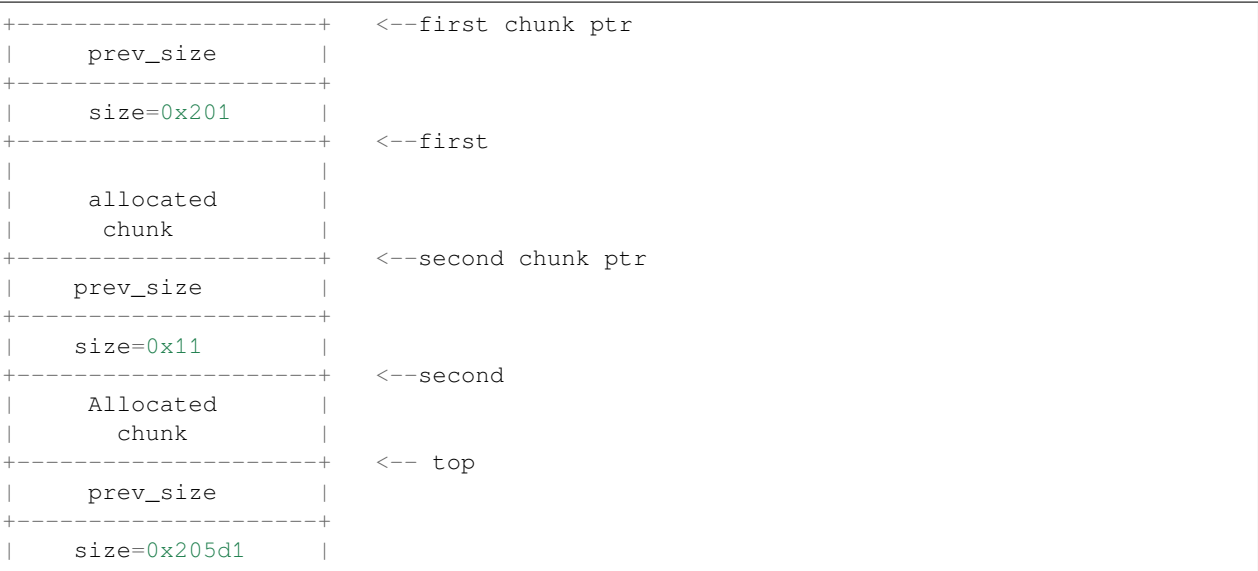 +---------------------+   <--first chunk ptr
|     prev_size       |
+---------------------+
|     size=0x201      |
+---------------------+   <--first
|                     |
|     allocated       |
|      chunk          |
+---------------------+   <--second chunk ptr
|    prev_size        |
+---------------------+
|    size=0x11        |
+---------------------+   <--second
|     Allocated       |
|       chunk         |
+---------------------+   <-- top
|     prev_size       |
+---------------------+
|    size=0x205d1     |